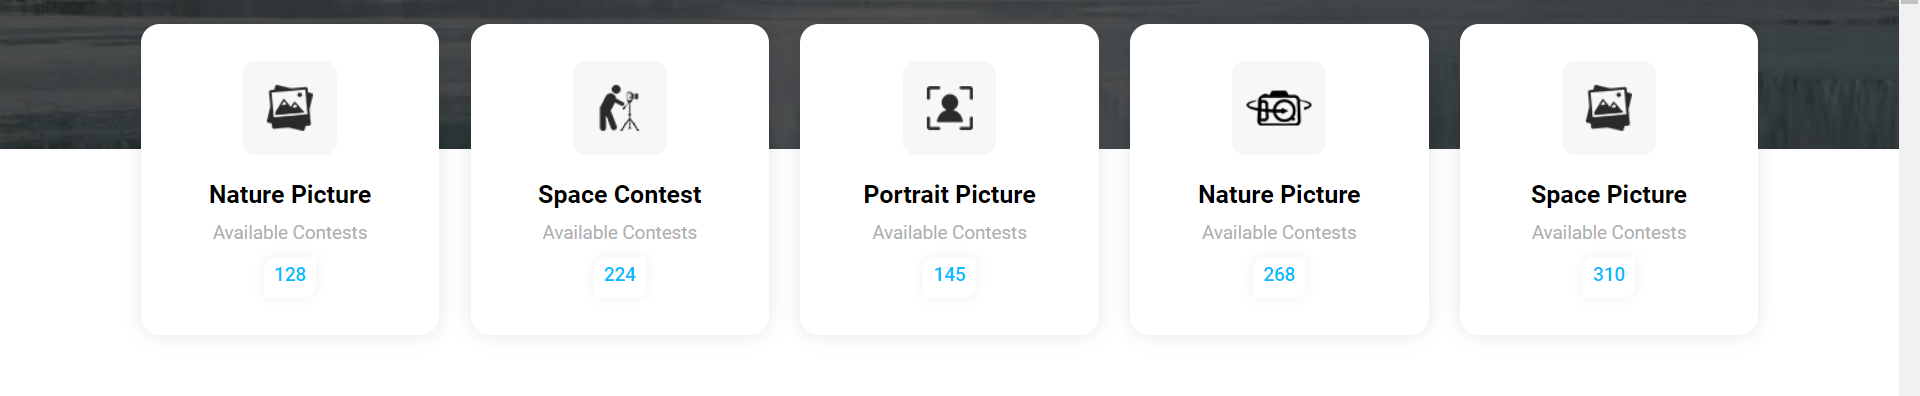 Nature Picture
Available Contests
128
Space Contest
Available Contests
224
Portrait Picture
Available Contests
145
Nature Picture
Available Contests
268
Space Picture
Available Contests
310